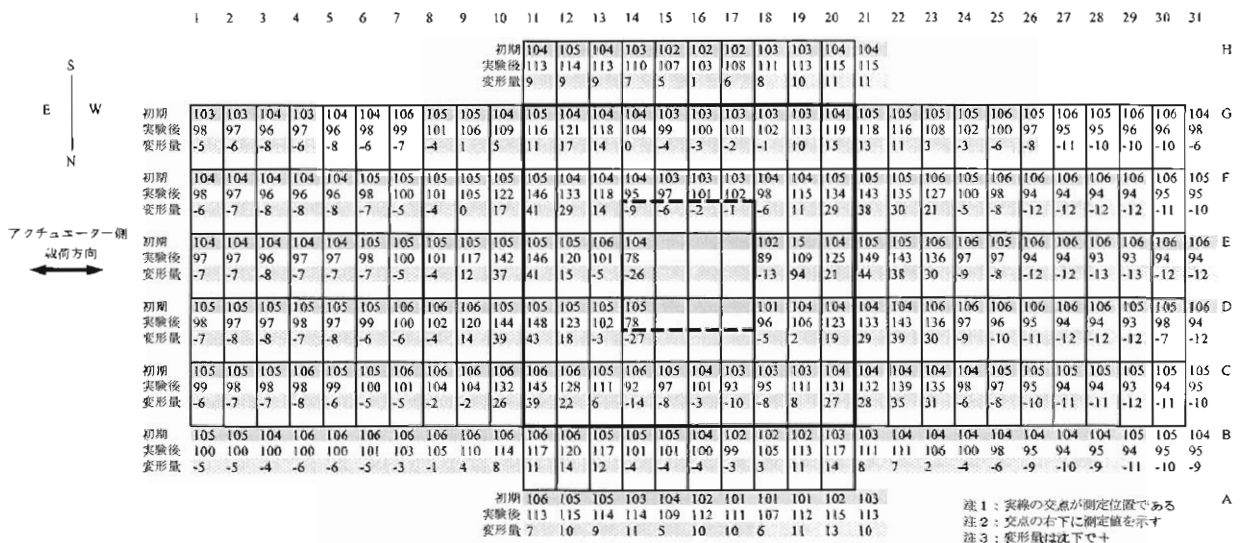 1 2 3 4 5 6 7 8 9 10 11 12 13 14 15 16 17 18 19 20 21 22 23 24 25 26 27 28 29 30 31
初期 104 105 104 103 102 102 102 103 103 104 104 H
実験後 113 114 113 110 107 103 108 111 113 115 115
変形量 9 9 9 7 5 1 6 8 10 11 11
S
E W
N
初期 103 103 104 103 104 104 106 105 105 104 105 104 104 104 103 103 103 103 103 104 105 105 105 105 106 105 106 105 106 106 104 G
実験後 98 97 96 97 96 98 99 101 106 109 116 121 118 104 99 100 101 102 113 119 118 116 108 102 100 97 95 95 96 96 98
変形量 -5 -6 -8 -6 -8 -6 -7 -4 1 5 11 17 14 0 -4 -3 -2 -1 10 15 13 11 3 -3 -6 -8 -11 -10 -10 -10 -6
初期 104 104 104 104 104 105 105 105 105 105 105 104 104 104 103 103 103 104 104 105 105 105 106 105 106 106 106 106 106 106 105 F
実験後 98 97 96 96 96 98 100 101 105 122 146 133 118 95 97 101 102 98 115 134 143 135 127 100 98 94 94 94 94 95 95
変形量 -6 -7 -8 -8 -8 -7 -5 -4 0 17 41 29 14 -9 -6 -2 -1 -6 11 29 38 30 21 -5 -8 -12 -12 -12 -12 -11 -10
アクチュエーター側
載荷方向
初期 104 104 104 104 105 105 105 105 105 105 105 105 106 104 102 15 104 105 105 106 106 105 106 106 106 106 106 106 E
実験後 97 97 96 97 97 98 100 101 117 142 146 120 101 78 89 109 125 149 143 136 97 97 94 94 93 93 94 94
変形量 -7 -7 -8 -7 -8 -7 -5 -4 12 37 41 15 -5 -26 -13 94 21 44 38 30 -9 -8 -12 -12 -13 -13 -12 -12
初期 105 105 105 105 105 105 106 106 106 105 105 105 105 105 101 104 104 104 104 106 106 106 106 106 106 105 105 106 D
実験後 98 97 97 98 97 99 100 102 120 144 148 123 102 78 96 106 123 133 143 136 97 96 95 94 94 93 98 94
変形量 -7 -8 -8 -7 -8 -6 -6 -4 14 39 43 18 -3 -27 -5 2 19 29 39 30 -9 -10 -11 -12 -12 -12 -7 -12
初期 105 105 105 106 105 105 106 106 106 106 106 106 105 106 105 104 103 103 103 104 104 104 104 104 105 105 105 105 105 105 105 C
実験後 99 98 98 98 99 100 101 104 104 132 145 128 111 92 97 101 93 95 111 131 132 139 135 98 97 95 94 94 93 94 95
変形量 -6 -7 -7 -8 -6 -5 -5 -2 -2 26 39 22 6 -14 -8 -3 -10 -8 8 27 28 35 31 -6 -8 -10 -11 -11 -12 -11 -10
初期 105 105 104 106 106 106 106 106 106 106 106 106 105 105 105 104 102 102 102 103 103 104 104 104 104 104 104 104 105 105 104 B
実験後 100 100 100 100 100 101 103 105 110 114 117 120 117 101 101 100 99 105 113 117 111 111 106 100 98 95 94 95 94 95 95
変形量 -5 -5 -4 -6 -6 -5 -3 -1 4 8 11 14 12 -4 -4 -4 -3 3 11 14 8 7 2 -4 -6 -9 -10 -9 -11 -10 -9
初期 106 105 105 103 104 102 101 101 101 102 103 A
実験後 113 115 114 114 109 112 111 107 112 115 113
変形量 7 10 9 11 5 10 10 6 11 13 10
注1：実線の交点が測定位置である
注2：交点の右下に測定値を示す
注3：変形量は沈下で+